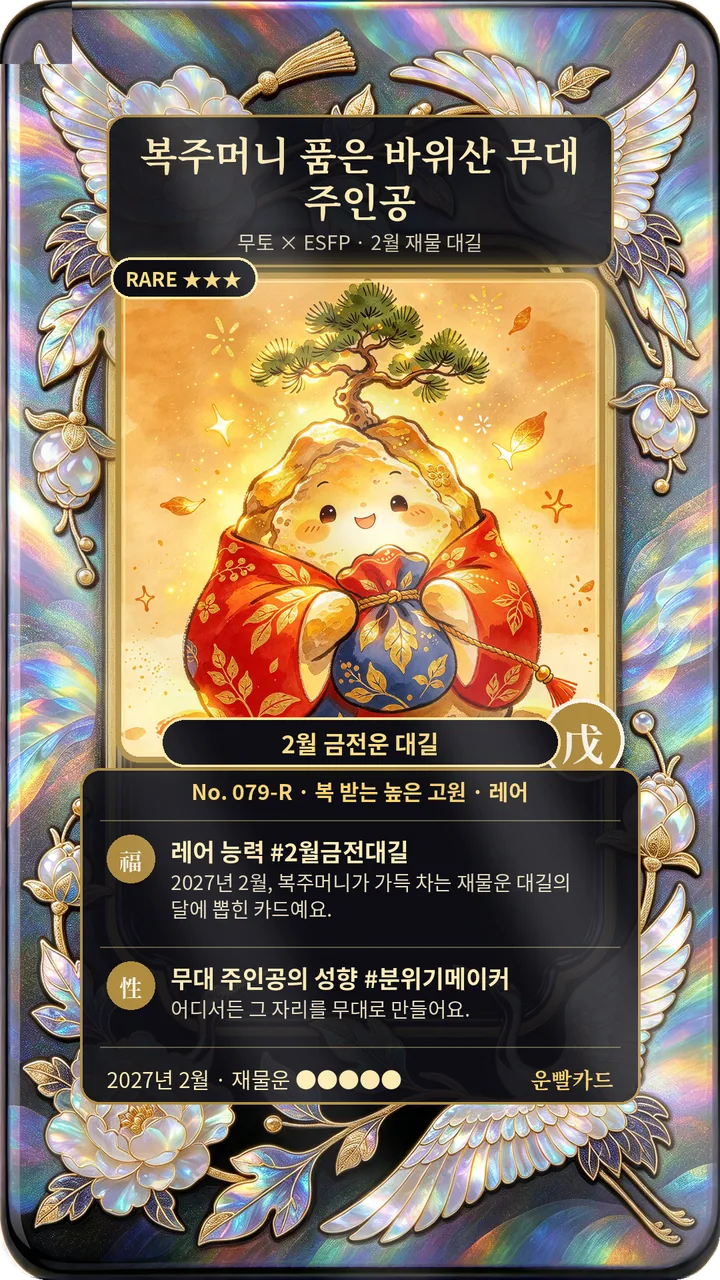 복주머니 품은 바위산 무대
주인공
무토 × ESFP · 2월 재물 대길
RARE ★★★
2월 금전운 대길
戊
No. 079-R · 복 받는 높은 고원 · 레어
福
레어 능력 #2월금전대길
2027년 2월, 복주머니가 가득 차는 재물운 대길의
달에 뽑힌 카드예요.
性
무대 주인공의 성향 #분위기메이커
어디서든 그 자리를 무대로 만들어요.
2027년 2월 · 재물운 ●●●●●
운빨카드